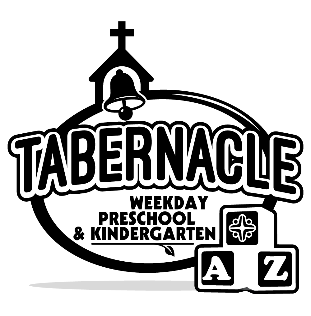 TABERNACLE
WEEKDAY
PRESCHOOL
& KINDERGARTEN
A Z